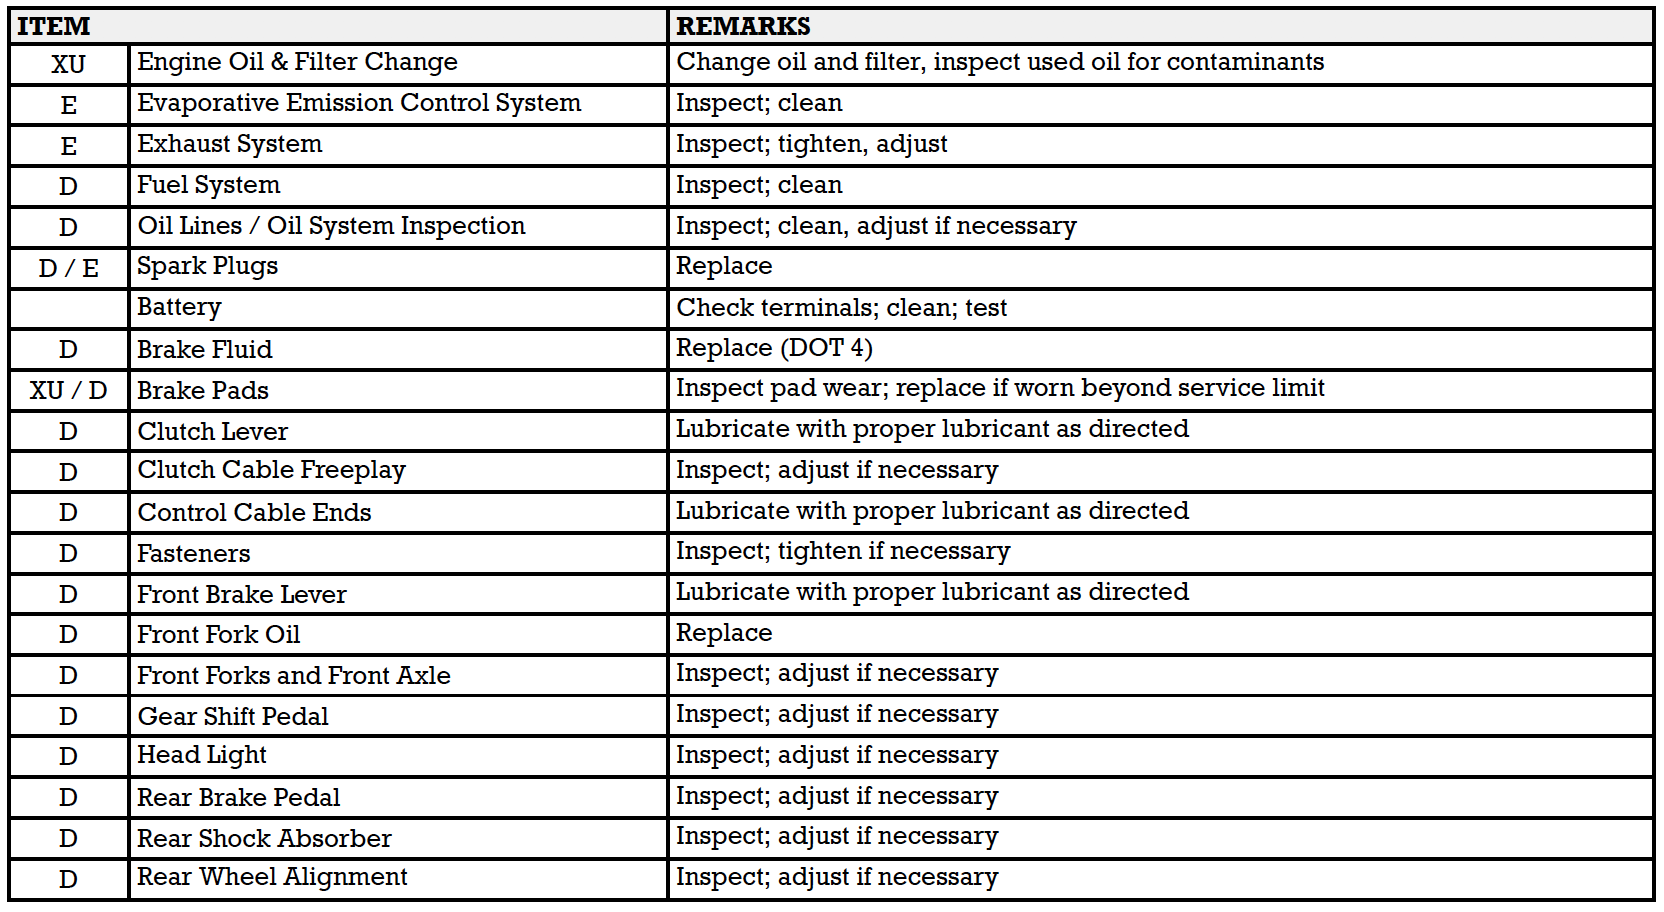 ITEM REMARKS
XU Engine Oil & Filter Change Change oil and filter, inspect used oil for contaminants
E Evaporative Emission Control System Inspect; clean
E Exhaust System Inspect; tighten, adjust
D Fuel System Inspect; clean
D Oil Lines / Oil System Inspection Inspect; clean, adjust if necessary
D / E Spark Plugs Replace
Battery Check terminals; clean; test
D Brake Fluid Replace (DOT 4)
XU / D Brake Pads Inspect pad wear; replace if worn beyond service limit
D Clutch Lever Lubricate with proper lubricant as directed
D Clutch Cable Freeplay Inspect; adjust if necessary
D Control Cable Ends Lubricate with proper lubricant as directed
D Fasteners Inspect; tighten if necessary
D Front Brake Lever Lubricate with proper lubricant as directed
D Front Fork Oil Replace
D Front Forks and Front Axle Inspect; adjust if necessary
D Gear Shift Pedal Inspect; adjust if necessary
D Head Light Inspect; adjust if necessary
D Rear Brake Pedal Inspect; adjust if necessary
D Rear Shock Absorber Inspect; adjust if necessary
D Rear Wheel Alignment Inspect; adjust if necessary